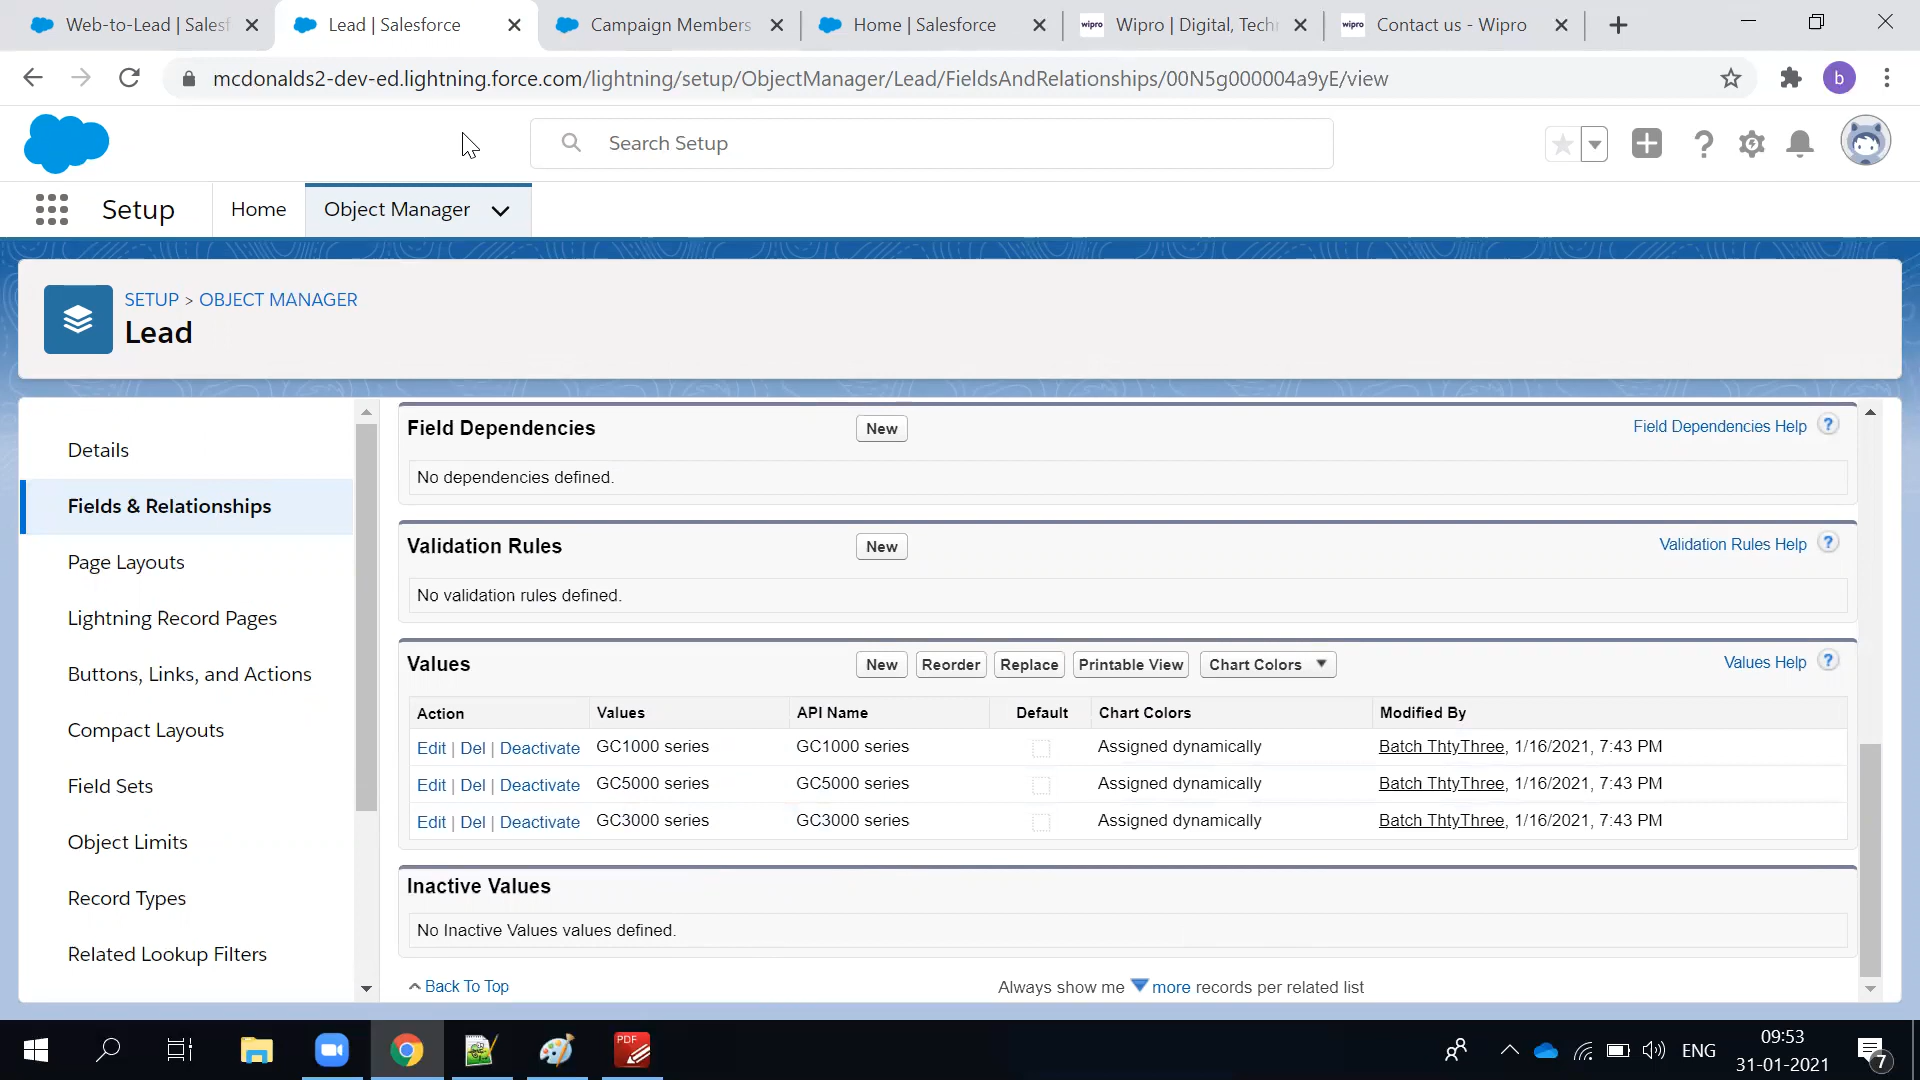 Web-to-Lead | Salesf
Lead | Salesforce
Campaign Members
Home | Salesforce
wipro Wipro | Digital, Techn
wipro Contact us - Wipro
mcdonalds2-dev-ed.lightning.force.com/lightning/setup/ObjectManager/Lead/FieldsAndRelationships/00N5g000004a9yE/view
b
Search Setup
Setup
Home
Object Manager
SETUP > OBJECT MANAGER
Lead
Details
Fields & Relationships
Page Layouts
Lightning Record Pages
Buttons, Links, and Actions
Compact Layouts
Field Sets
Object Limits
Record Types
Related Lookup Filters
Field Dependencies New Field Dependencies Help ?
No dependencies defined.
Validation Rules New Validation Rules Help ?
No validation rules defined.
Values New Reorder Replace Printable View Chart Colors Values Help ?
Action Values API Name Default Chart Colors Modified By
Edit | Del | Deactivate GC1000 series GC1000 series Assigned dynamically Batch ThtyThree, 1/16/2021, 7:43 PM
Edit | Del | Deactivate GC5000 series GC5000 series Assigned dynamically Batch ThtyThree, 1/16/2021, 7:43 PM
Edit | Del | Deactivate GC3000 series GC3000 series Assigned dynamically Batch ThtyThree, 1/16/2021, 7:43 PM
Inactive Values
No Inactive Values values defined.
Back To Top
Always show me more records per related list
PDF
ENG
09:53
31-01-2021
7